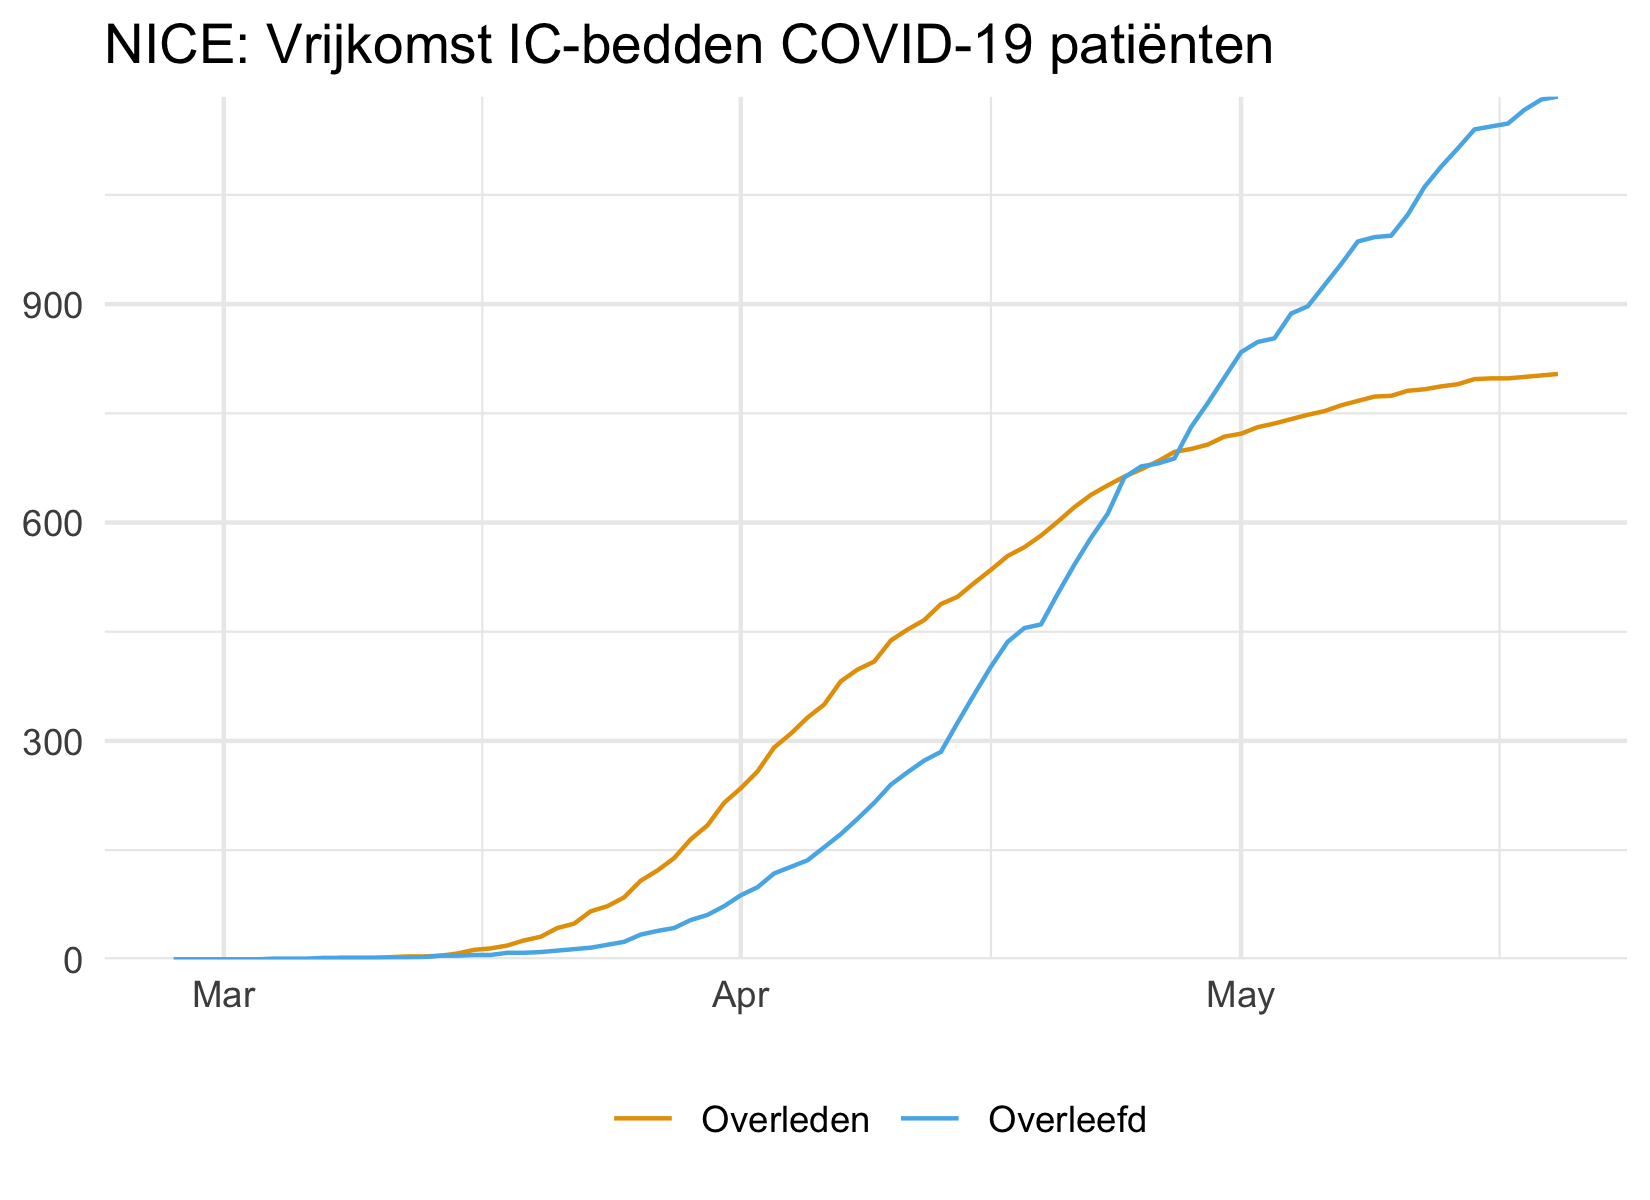 NICE: Vrijkomst IC-bedden COVID-19 patiënten
900
600
300
0
Mar Apr May
Overleden Overleefd